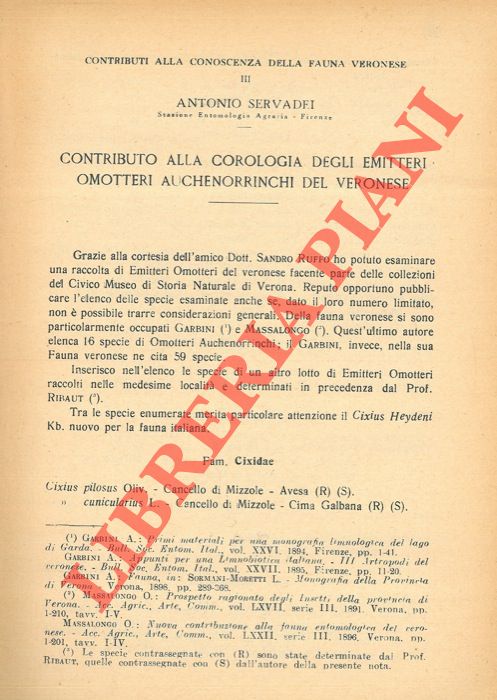 CONTRIBUTI ALLA CONOSCENZA DELLA FAUNA VERONESE
III
ANTONIO SERVADEI
Stazione Entomologia Agraria - Firenze
CONTRIBUTO ALLA COROLOGIA DEGLI EMITTERI
OMOTTERI AUCHENORRINCHI DEL VERONESE
Grazie alla cortesia dell'amico Dott. SANDRO RUFFO ho potuto esaminare
una raccolta di Emitteri Omotteri del veronese facente parte delle collezioni
del Civico Museo di Storia Naturale di Verona. Reputo opportuno pubbli-
care l'elenco delle specie esaminate anche se, dato il loro numero limitato,
non è possibile trarre considerazioni generali. Della fauna veronese si sono
particolarmente occupati GARBINI (¹) e MASSALONGO (²). Quest'ultimo autore
elenca 16 specie di Omotteri Auchenorrinchi; il GARBINI, invece, nella sua
Fauna veronese ne cita 59 specie.
Inserisco nell'elenco le specie di un altro lotto di Emitteri Omotteri
raccolti nelle medesime località e determinati in precedenza dal Prof.
RIBAUT (³).
Tra le specie enumerate merita particolare attenzione il Cixius Heydeni
Kb. nuovo per la fauna italiana.
Fam. Cixidae
Cixius pilosus Oliv. - Cancello di Mizzole - Avesa (R) (S).
„ cunicularius L. - Cancello di Mizzole - Cima Galbana (R) (S).
(¹) GARBINI A.: Primi materiali per una monografia limnologica del lago
di Garda. - Bull. Soc. Entom. Ital., vol. XXVI, 1894, Firenze, pp. 1-41.
GARBINI A.: Appunti per una Limnobiotica italiana. - III Artropodi del
veronese. - Bull. Soc. Entom. Ital., vol. XXVII, 1895, Firenze, pp. 11-20.
GARBINI A.: Fauna, in: SORMANI-MORETTI L. - Monografia della Provincia
di Verona - Verona, 1898, pp. 289-368.
(²) MASSALONGO O.: Prospetto ragionato degli Insetti della provincia di
Verona. - Acc. Agric., Arte, Comm., vol. LXVII, serie III, 1891, Verona, pp.
1-210, tavv. I-V.
MASSALONGO O.: Nuova contribuzione alla fauna entomologica del vero-
nese. - Acc. Agric., Arte, Comm., vol. LXXII, serie III, 1896, Verona, pp.
1-201, tavv. I-IV.
(³) Le specie contrassegnate con (R) sono state determinate dal Prof.
RIBAUT, quelle contrassegnate con (S) dall'autore della presente nota.
LIBRERIA PIANI